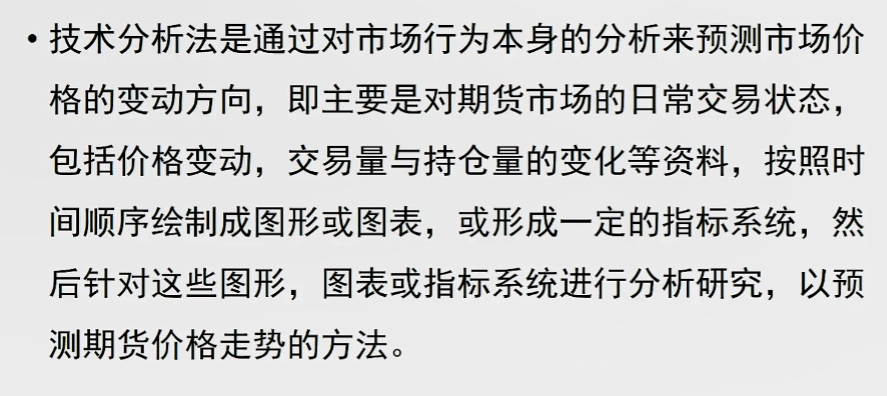 • 技术分析法是通过对市场行为本身的分析来预测市场价
格的变动方向，即主要是对期货市场的日常交易状态，
包括价格变动，交易量与持仓量的变化等资料，按照时
间顺序绘制成图形或图表，或形成一定的指标系统，然
后针对这些图形，图表或指标系统进行分析研究，以预
测期货价格走势的方法。